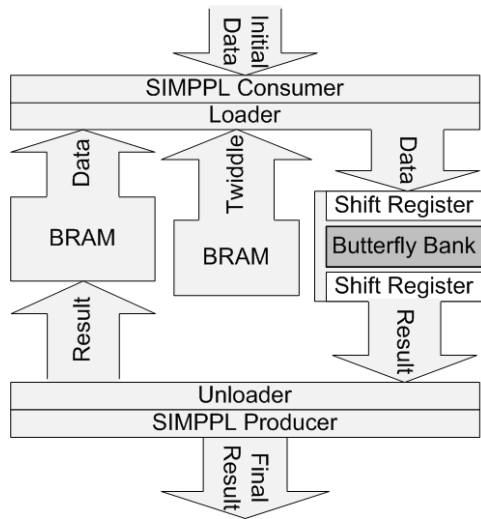 Initial
Data
SIMPPL Consumer
Loader
Data
Twipple
Data
BRAM
BRAM
Shift Register
Butterfly Bank
Shift Register
Result
Result
Unloader
SIMPPL Producer
Final
Result